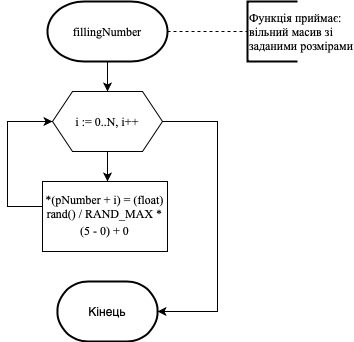 fillingNumber
Функція приймає:
вільний масив зі
заданими розмірами
i := 0..N, i++
*(pNumber + i) = (float)
rand() / RAND_MAX *
(5 - 0) + 0
Кінець